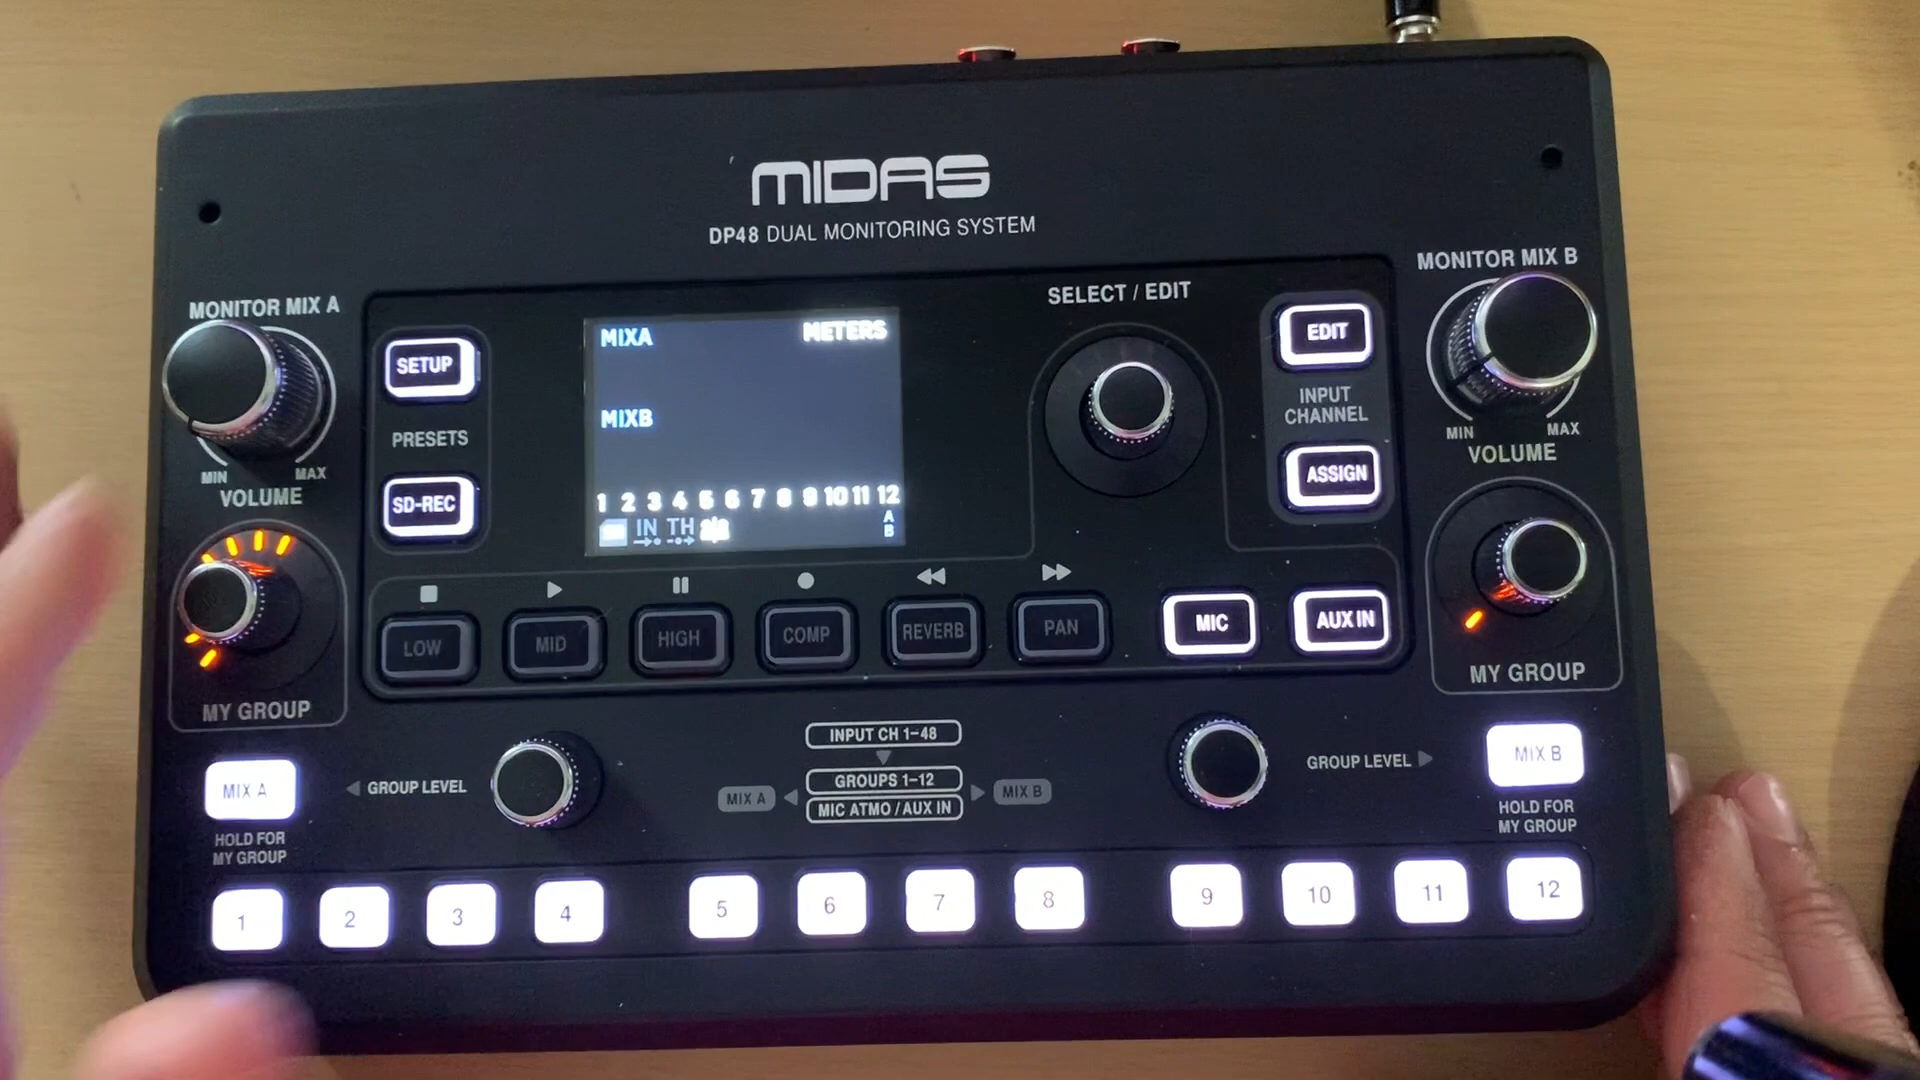 MIDAS
DP48 DUAL MONITORING SYSTEM
MONITOR MIX A
MIN MAX
VOLUME
MY GROUP
SETUP
PRESETS
SD-REC
MIXA METERS
MIXB
1 2 3 4 5 6 7 8 9 10 11 12
IN TH
A
B
SELECT / EDIT
EDIT
INPUT
CHANNEL
ASSIGN
MONITOR MIX B
MIN MAX
VOLUME
MY GROUP
LOW MID HIGH COMP REVERB PAN MIC AUX IN
MIX A
HOLD FOR
MY GROUP
GROUP LEVEL
INPUT CH 1-48
GROUPS 1-12
MIX A
MIC ATMO / AUX IN
MIX B
GROUP LEVEL
MIX B
HOLD FOR
MY GROUP
1 2 3 4 5 6 7 8 9 10 11 12